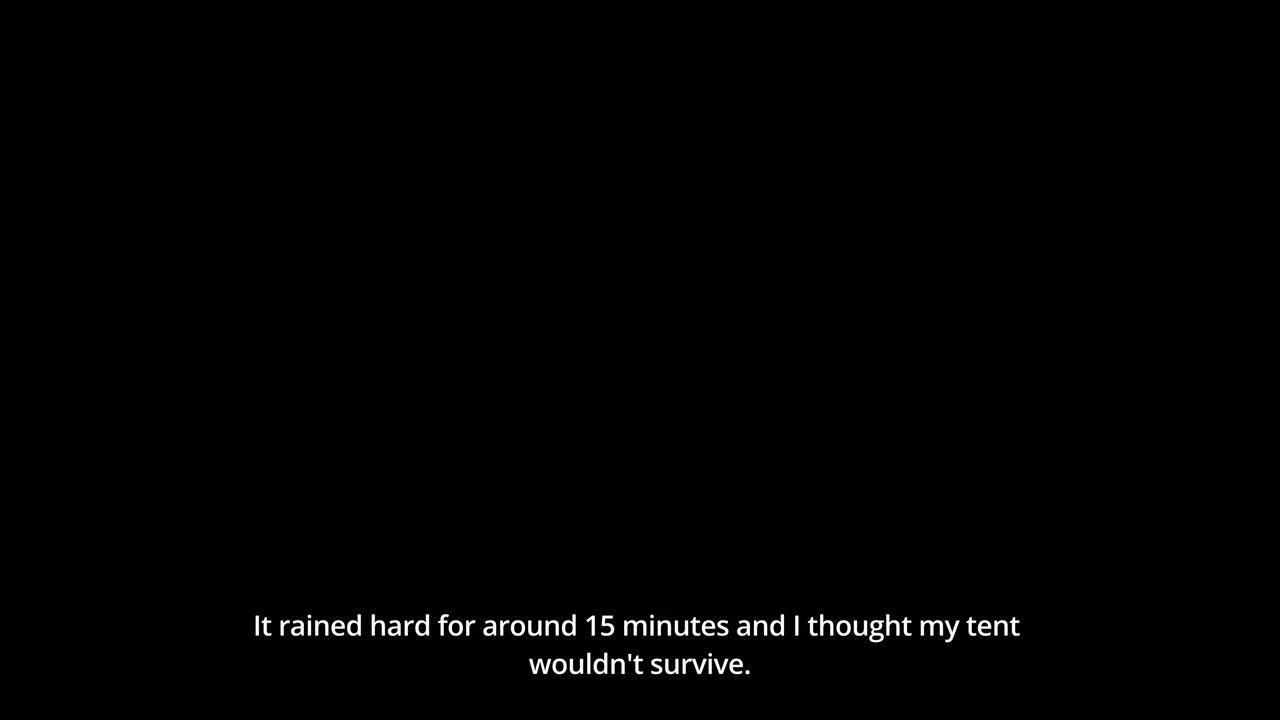 It rained hard for around 15 minutes and I thought my tent
wouldn't survive.